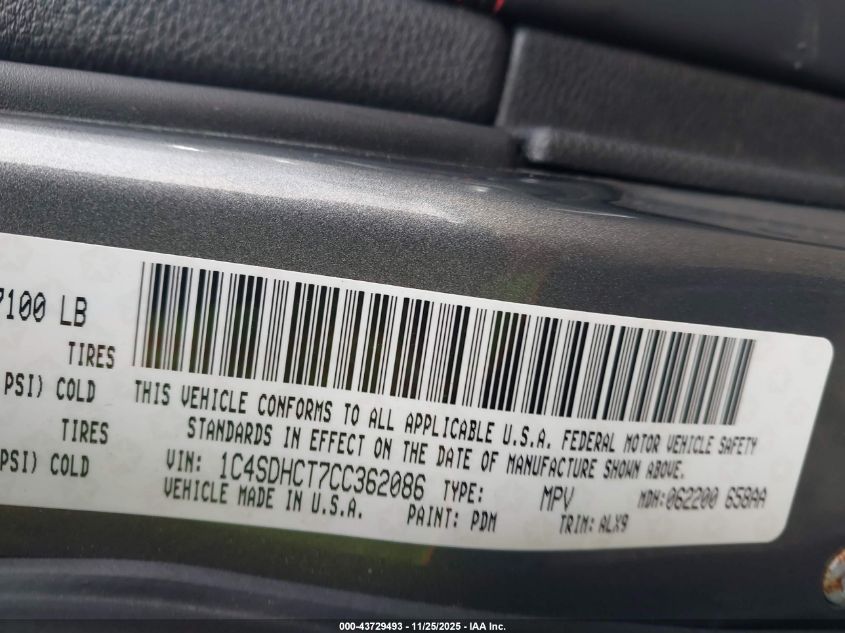 7100 LB
TIRES
PSI) COLD
TIRES
PSI) COLD
THIS VEHICLE CONFORMS TO ALL APPLICABLE U.S.A. FEDERAL MOTOR VEHICLE SAFETY
STANDARDS IN EFFECT ON THE DATE OF MANUFACTURE SHOWN ABOVE.
VIN: 1C4SDHCT7CC362086 TYPE: MPV MDH:062200 658AA
VEHICLE MADE IN U.S.A. PAINT: PDM TRIM: ALX9
000-43729493 - 11/25/2025 - IAA Inc.